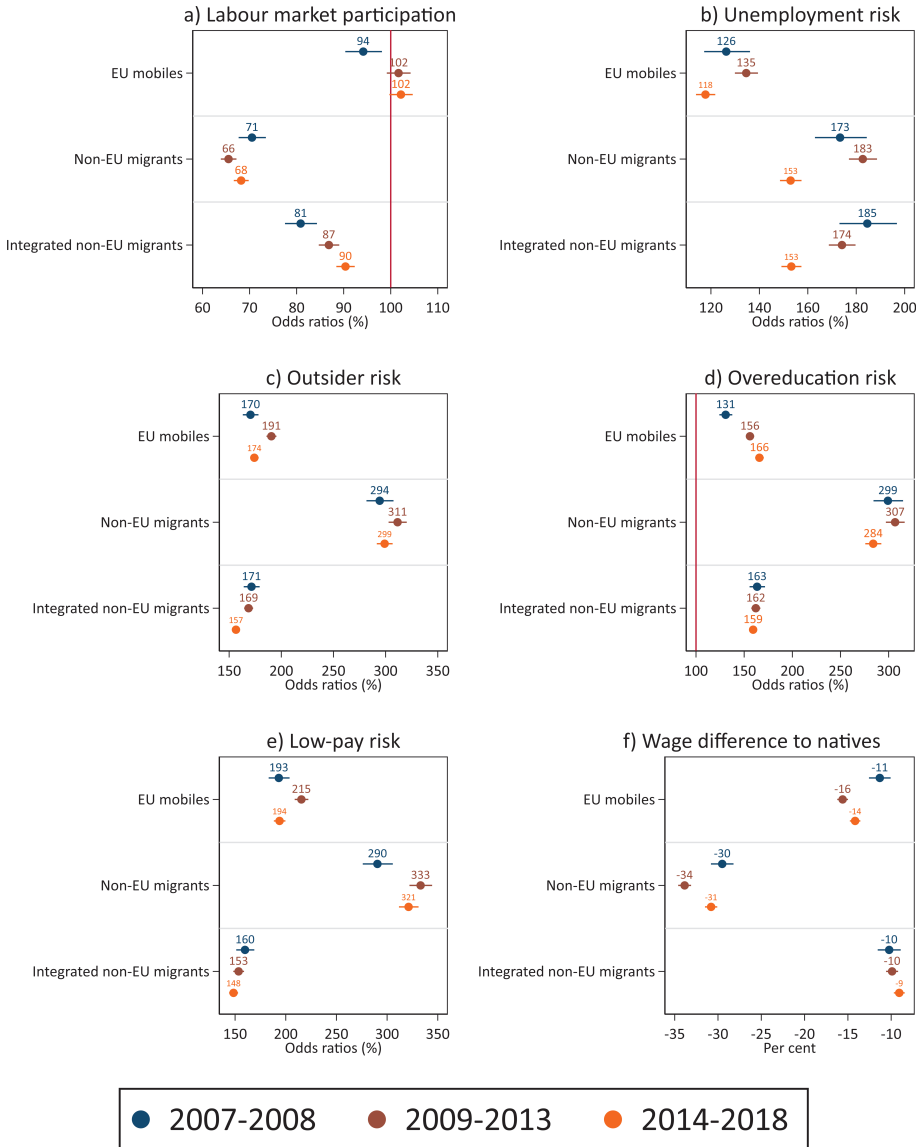 a) Labour market participation
94
EU mobiles
102
102
71
Non-EU migrants
66
68
81
Integrated non-EU migrants
87
90
60 70 80 90 100 110
Odds ratios (%)
b) Unemployment risk
126
EU mobiles
135
118
173
Non-EU migrants
183
153
185
Integrated non-EU migrants
174
153
120 140 160 180 200
Odds ratios (%)
c) Outsider risk
170
EU mobiles
191
174
294
Non-EU migrants
311
299
171
Integrated non-EU migrants
169
157
150 200 250 300 350
Odds ratios (%)
d) Overeducation risk
131
EU mobiles
156
166
299
Non-EU migrants
307
284
163
Integrated non-EU migrants
162
159
100 150 200 250 300
Odds ratios (%)
e) Low-pay risk
193
EU mobiles
215
194
290
Non-EU migrants
333
321
160
Integrated non-EU migrants
153
148
150 200 250 300 350
Odds ratios (%)
f) Wage difference to natives
-11
EU mobiles
-16
-14
-30
Non-EU migrants
-34
-31
-10
Integrated non-EU migrants
-10
-9
-35 -30 -25 -20 -15 -10
Per cent
2007-2008 2009-2013 2014-2018